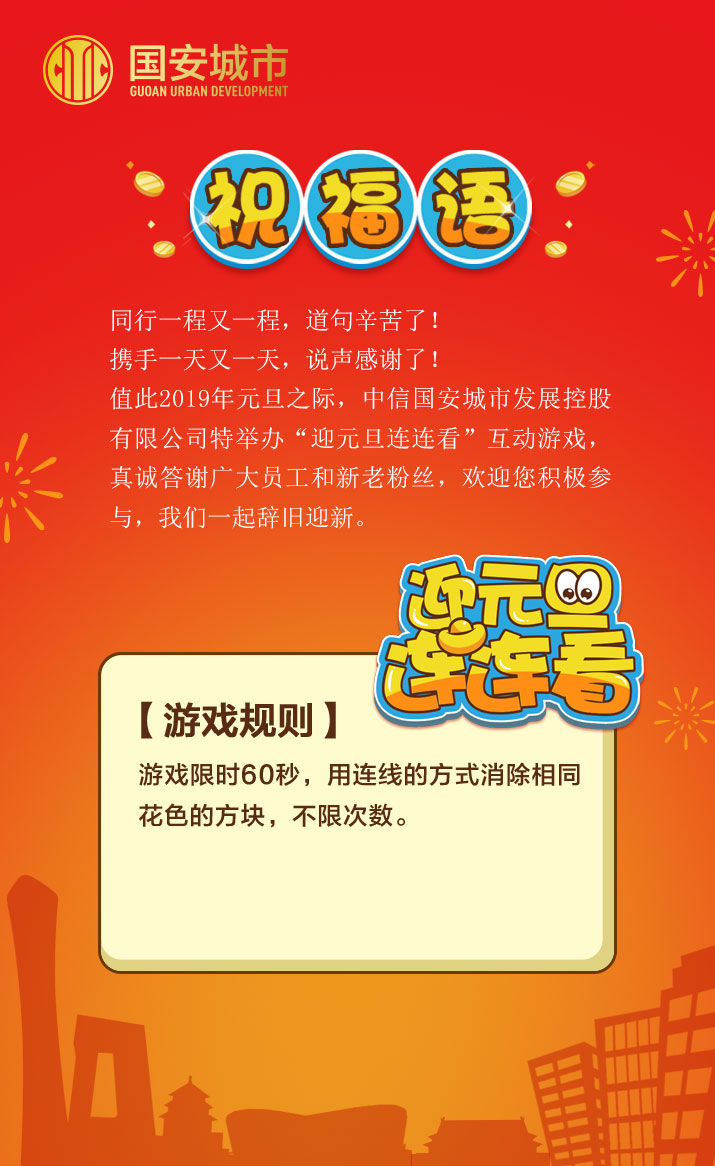 国安城市
GUOAN URBAN DEVELOPMENT
祝福语
同行一程又一程，道句辛苦了！
携手一天又一天，说声感谢了！
值此2019年元旦之际，中信国安城市发展控股
有限公司特举办“迎元旦连连看”互动游戏，
真诚答谢广大员工和新老粉丝，欢迎您积极参
与，我们一起辞旧迎新。
迎元旦
连连看
【游戏规则】
游戏限时60秒，用连线的方式消除相同
花色的方块，不限次数。